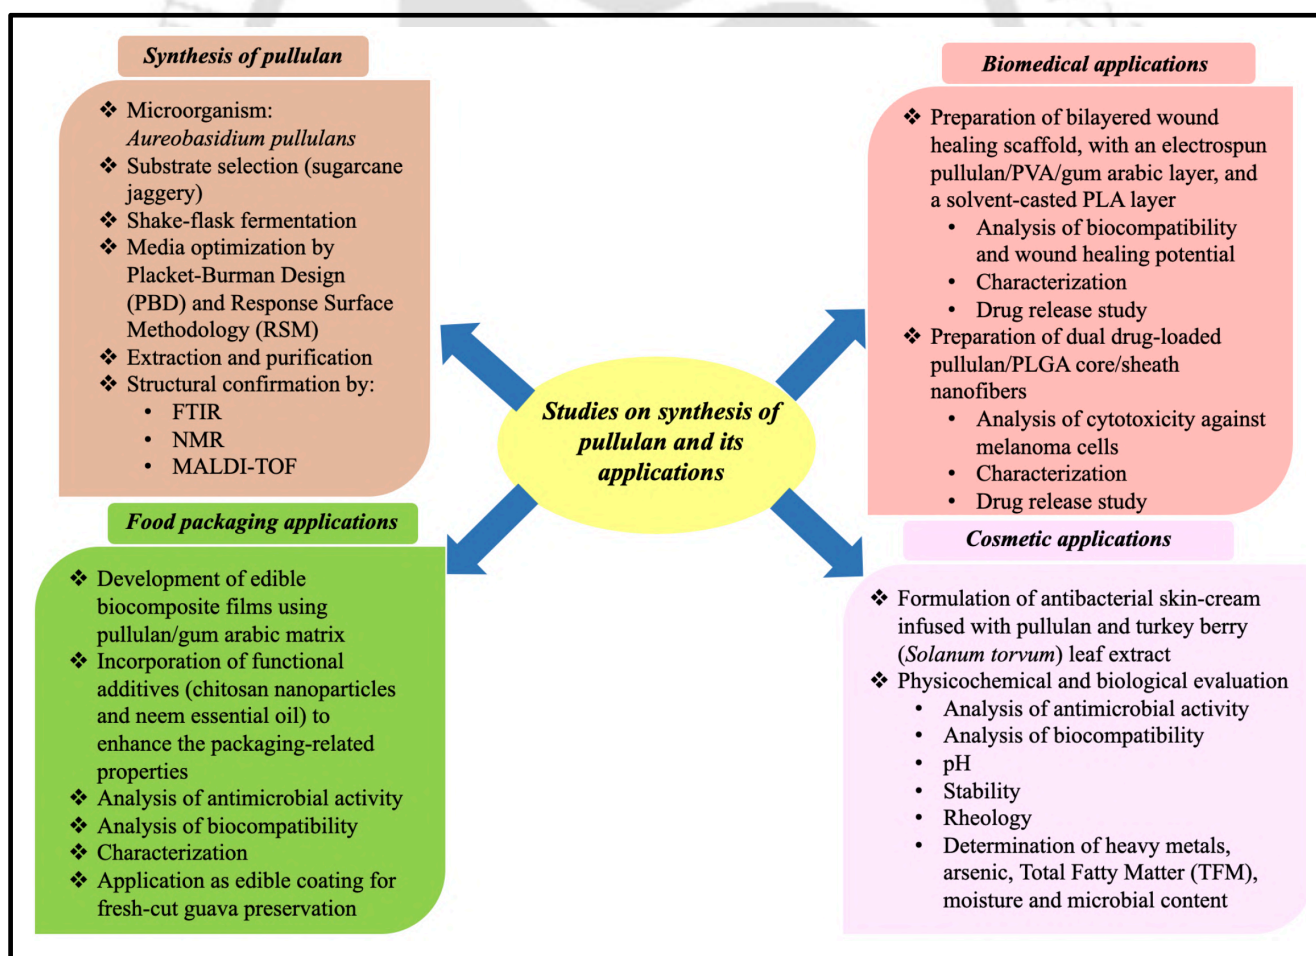 Synthesis of pullulan
❖ Microorganism:
Aureobasidium pullulans
❖ Substrate selection (sugarcane
jaggery)
❖ Shake-flask fermentation
❖ Media optimization by
Placket-Burman Design
(PBD) and Response Surface
Methodology (RSM)
❖ Extraction and purification
❖ Structural confirmation by:
• FTIR
• NMR
• MALDI-TOF
Biomedical applications
❖ Preparation of bilayered wound
healing scaffold, with an electrospun
pullulan/PVA/gum arabic layer, and
a solvent-casted PLA layer
• Analysis of biocompatibility
and wound healing potential
• Characterization
• Drug release study
❖ Preparation of dual drug-loaded
pullulan/PLGA core/sheath
nanofibers
• Analysis of cytotoxicity against
melanoma cells
• Characterization
• Drug release study
Studies on synthesis of
pullulan and its
applications
Food packaging applications
❖ Development of edible
biocomposite films using
pullulan/gum arabic matrix
❖ Incorporation of functional
additives (chitosan nanoparticles
and neem essential oil) to
enhance the packaging-related
properties
❖ Analysis of antimicrobial activity
❖ Analysis of biocompatibility
❖ Characterization
❖ Application as edible coating for
fresh-cut guava preservation
Cosmetic applications
❖ Formulation of antibacterial skin-cream
infused with pullulan and turkey berry
(Solanum torvum) leaf extract
❖ Physicochemical and biological evaluation
• Analysis of antimicrobial activity
• Analysis of biocompatibility
• pH
• Stability
• Rheology
• Determination of heavy metals,
arsenic, Total Fatty Matter (TFM),
moisture and microbial content